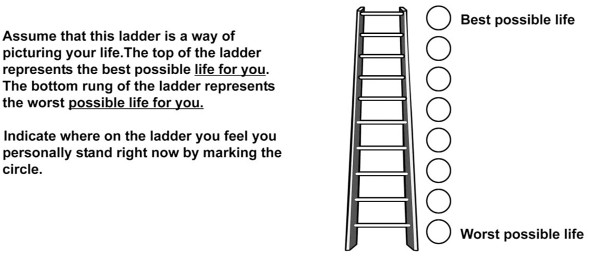 Assume that this ladder is a way of
picturing your life.The top of the ladder
represents the best possible life for you.
The bottom rung of the ladder represents
the worst possible life for you.
Indicate where on the ladder you feel you
personally stand right now by marking the
circle.
Best possible life
Worst possible life